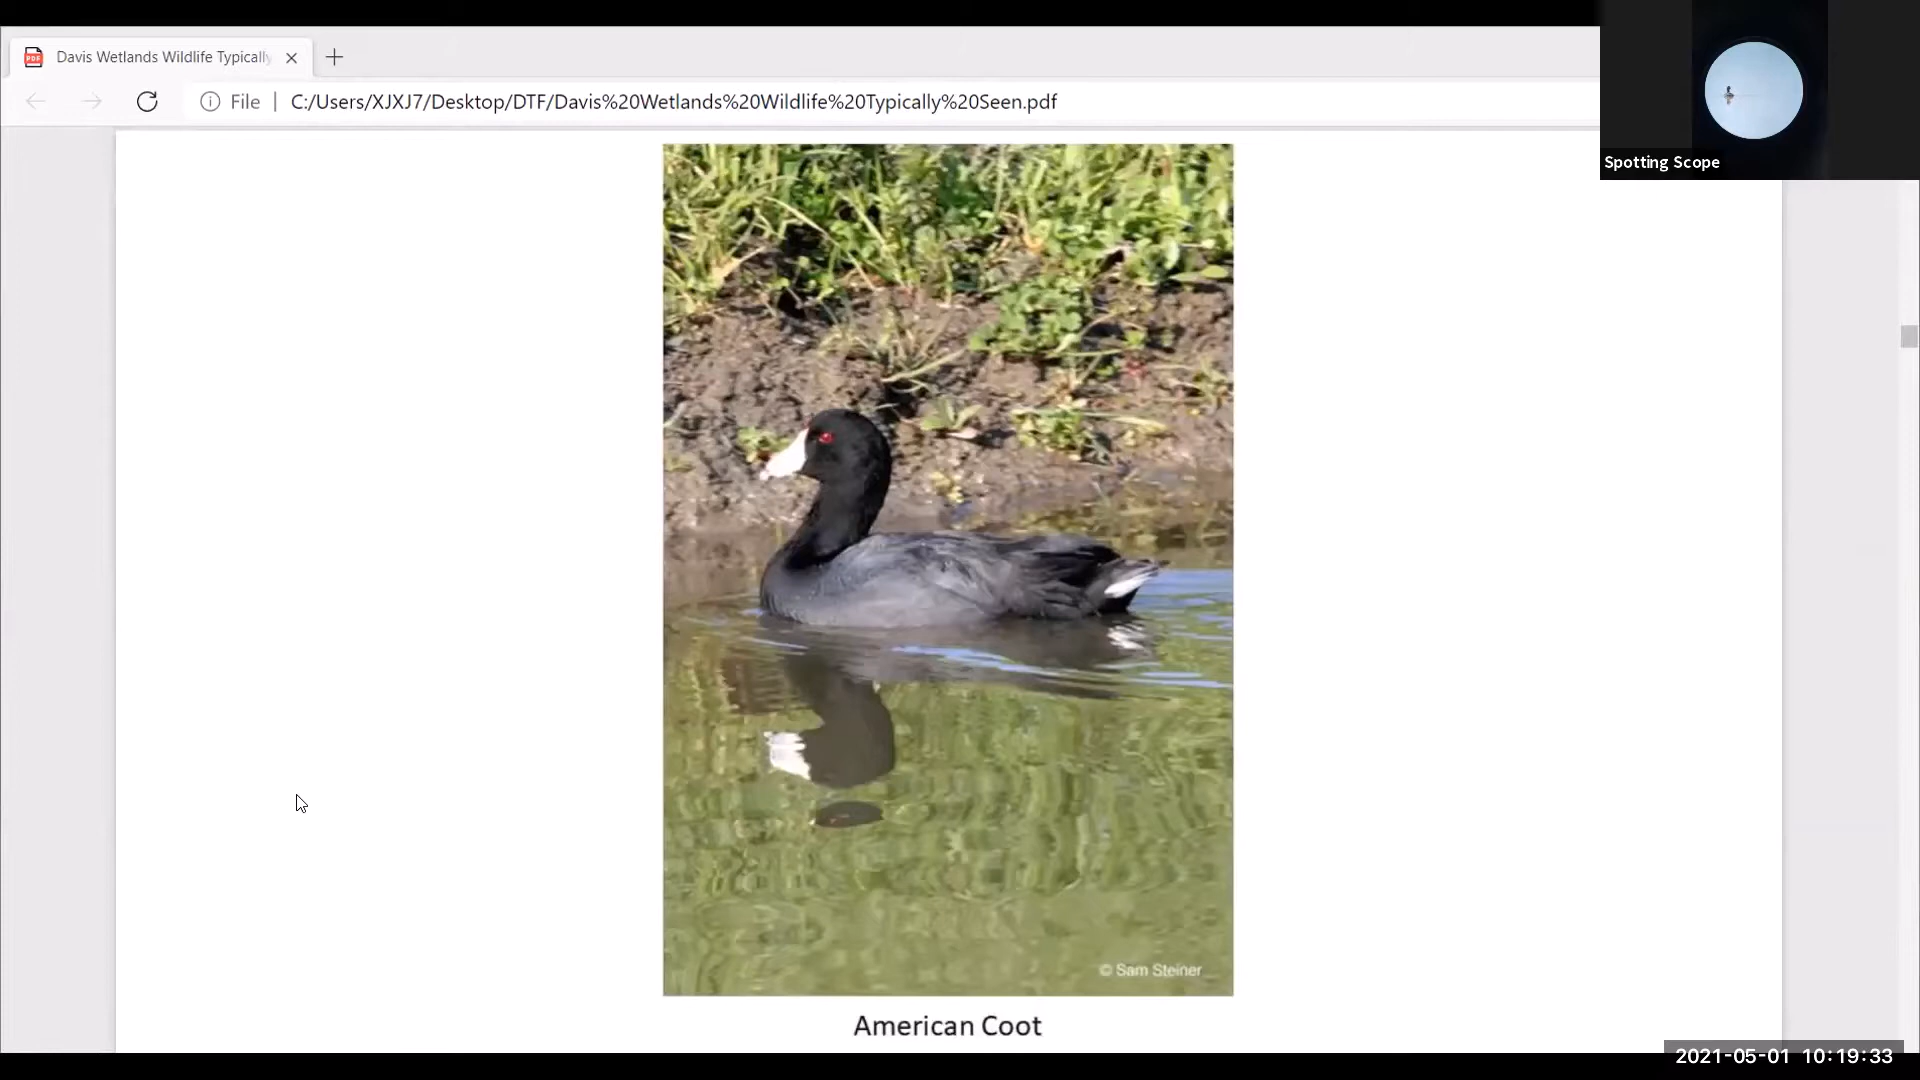 Davis Wetlands Wildlife Typically
File | C:/Users/XJXJ7/Desktop/DTF/Davis%20Wetlands%20Wildlife%20Typically%20Seen.pdf
Spotting Scope
© Sam Steiner
American Coot
2021-05-01 10:19:33